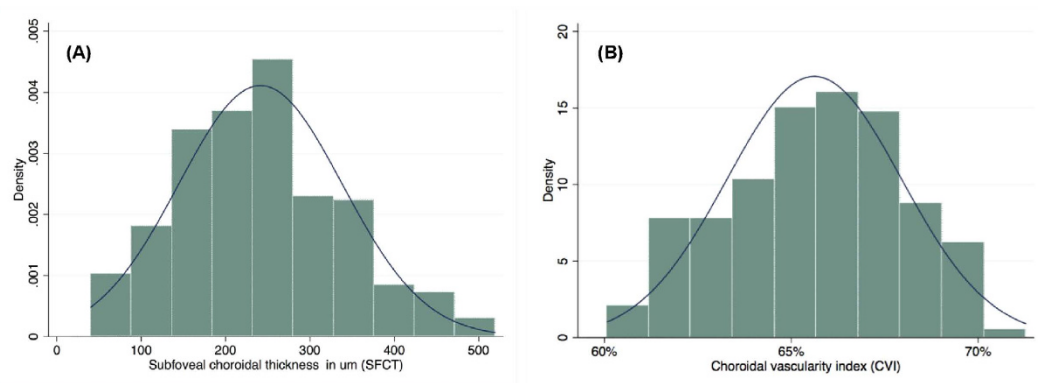 (A)
Density
.005
.004
.003
.002
.001
0
0 100 200 300 400 500
Subfoveal choroidal thickness in um (SFCT)
(B)
Density
20
15
10
5
0
60% 65% 70%
Choroidal vascularity index (CVI)